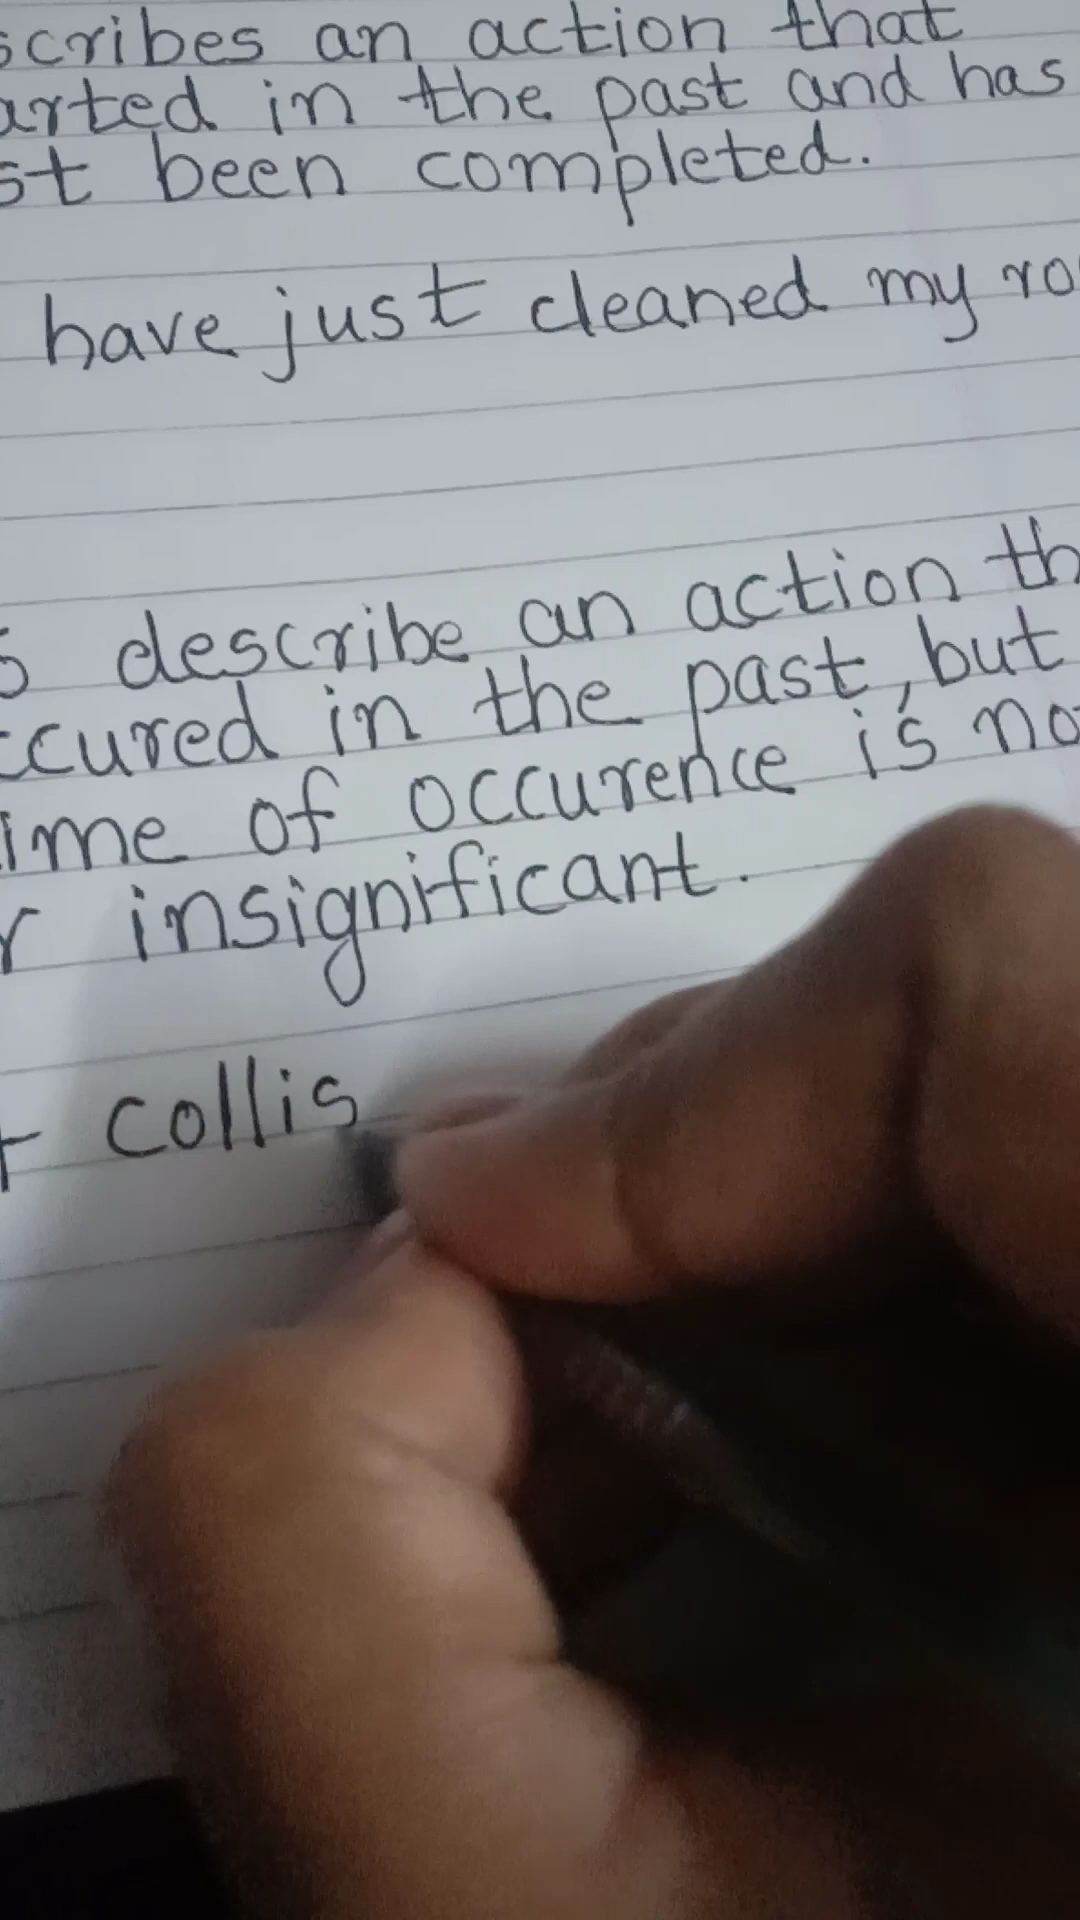 scribes an action that
arted in the past and has
st been completed.
have just cleaned my ro
s describe an action th
ccured in the past, but
ime of occurence is no
r insignificant.
collis